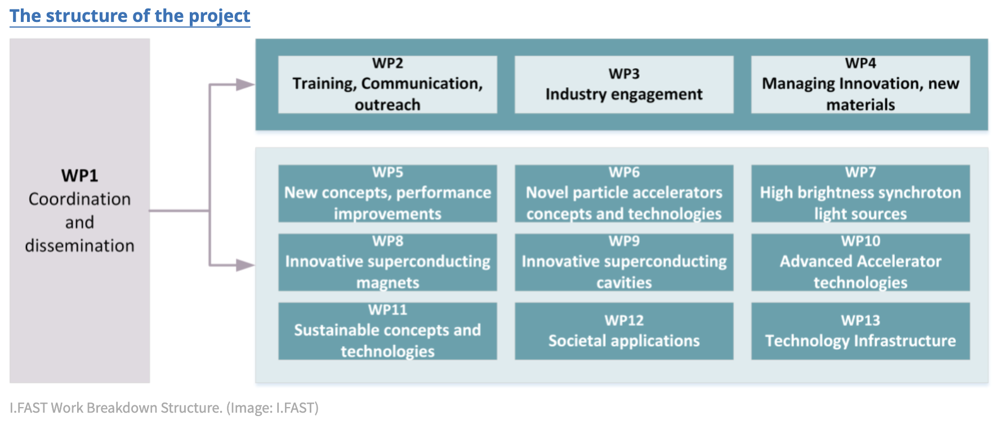 The structure of the project
WP1
Coordination
and
dissemination
WP2
Training, Communication,
outreach
WP3
Industry engagement
WP4
Managing Innovation, new
materials
WP5
New concepts, performance
improvements
WP6
Novel particle accelerators
concepts and technologies
WP7
High brightness synchroton
light sources
WP8
Innovative superconducting
magnets
WP9
Innovative superconducting
cavities
WP10
Advanced Accelerator
technologies
WP11
Sustainable concepts and
technologies
WP12
Societal applications
WP13
Technology Infrastructure
I.FAST Work Breakdown Structure. (Image: I.FAST)